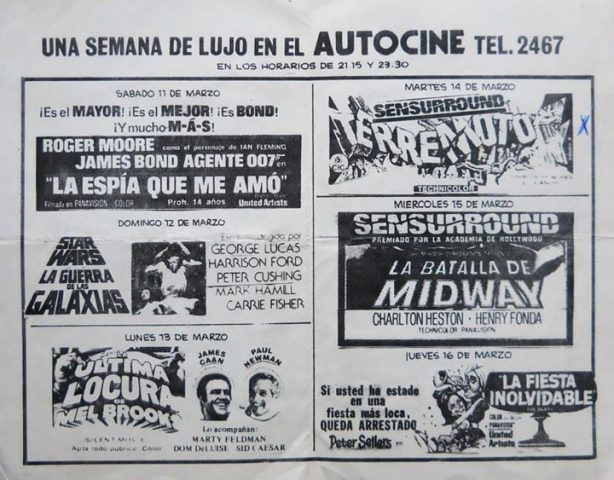 UNA SEMANA DE LUJO EN EL AUTOCINE TEL. 2467
EN LOS HORARIOS DE 21.15 Y 23.30
SABADO 11 DE MARZO
¡Es el MAYOR! ¡Es el MEJOR! ¡Es BOND!
¡Y mucho M-Á-S!
ROGER MOORE como el personaje de IAN FLEMING
JAMES BOND AGENTE 007 en
"LA ESPÍA QUE ME AMÓ"
Filmada en PANAVISION COLOR Proh. 14 años United Artists
DOMINGO 12 DE MARZO
STAR WARS
LA GUERRA
DE LAS
GALAXIAS
GEORGE LUCAS
HARRISON FORD
PETER CUSHING
MARK HAMILL
CARRIE FISHER
LUNES 13 DE MARZO
ULTIMA
LOCURA
DE
MEL BROOKS
Apta todo público Color
JAMES CAAN
PAUL NEWMAN
Lo acompañan:
MARTY FELDMAN
DOM DeLUISE SID CAESAR
MARTES 14 DE MARZO
SENSURROUND
TERREMOTO
TECHNICOLOR
MIERCOLES 15 DE MARZO
SENSURROUND
PREMIADO POR LA ACADEMIA DE HOLLYWOOD
LA BATALLA DE
MIDWAY
CHARLTON HESTON · HENRY FONDA
TECHNICOLOR PANAVISION
JUEVES 16 DE MARZO
Si usted ha estado
en una
fiesta más loca,
QUEDA ARRESTADO
Peter Sellers en
"LA FIESTA
INOLVIDABLE
COLOR
PANAVISION
United Artists